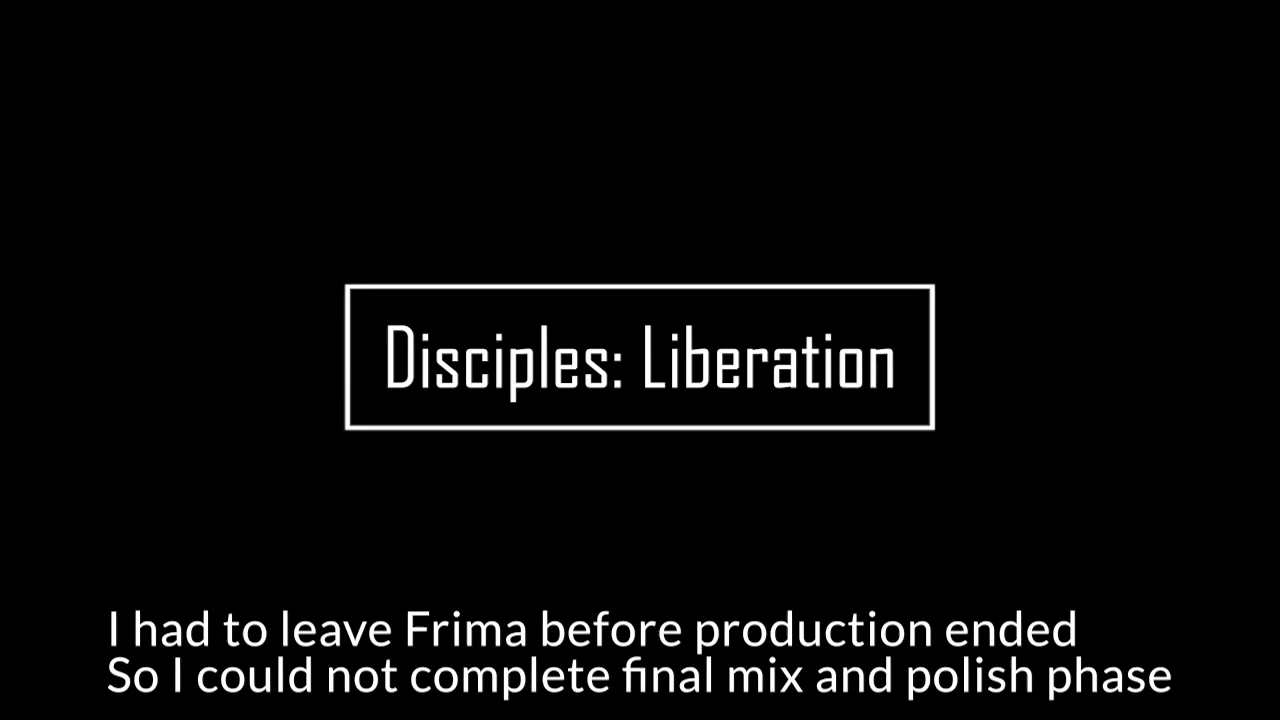 Disciples: Liberation
I had to leave Frima before production ended
So I could not complete final mix and polish phase